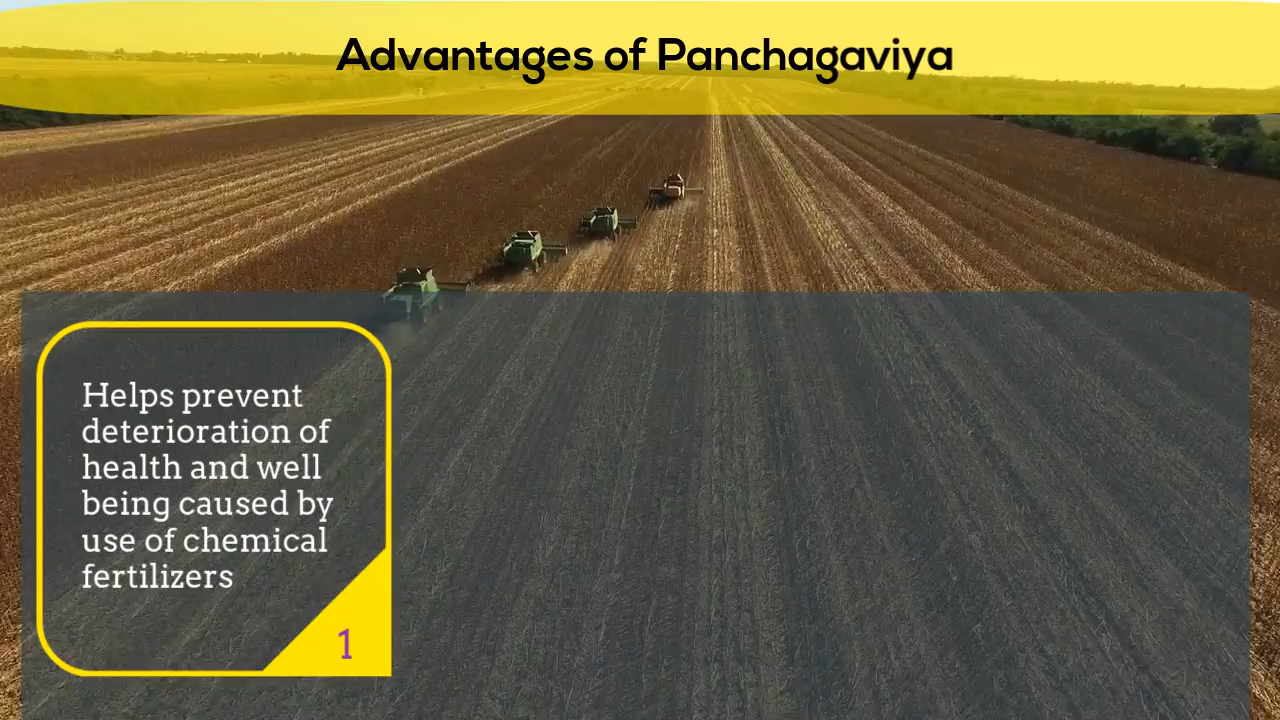 Advantages of Panchagaviya
Helps prevent
deterioration of
health and well
being caused by
use of chemical
fertilizers
1